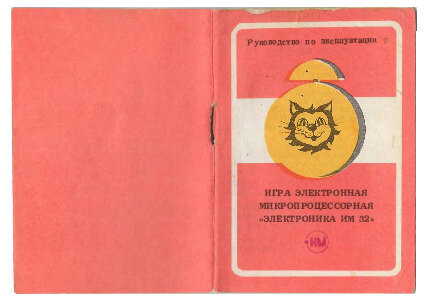 Руководство по эксплуатации
ИГРА ЭЛЕКТРОННАЯ
МИКРОПРОЦЕССОРНАЯ
«ЭЛЕКТРОНИКА ИМ 32»
ИМ